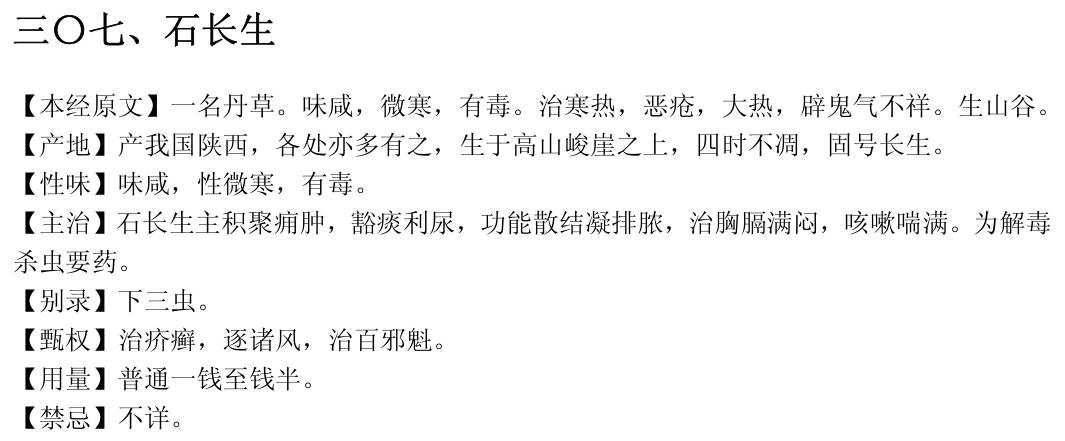 三〇七、石长生
【本经原文】一名丹草。味咸，微寒，有毒。治寒热，恶疮，大热，辟鬼气不祥。生山谷。
【产地】产我国陕西，各处亦多有之，生于高山峻崖之上，四时不凋，固号长生。
【性味】味咸，性微寒，有毒。
【主治】石长生主积聚痈肿，豁痰利尿，功能散结凝排脓，治胸膈满闷，咳嗽喘满。为解毒
杀虫要药。
【别录】下三虫。
【甄权】治疥癣，逐诸风，治百邪魁。
【用量】普通一钱至钱半。
【禁忌】不详。